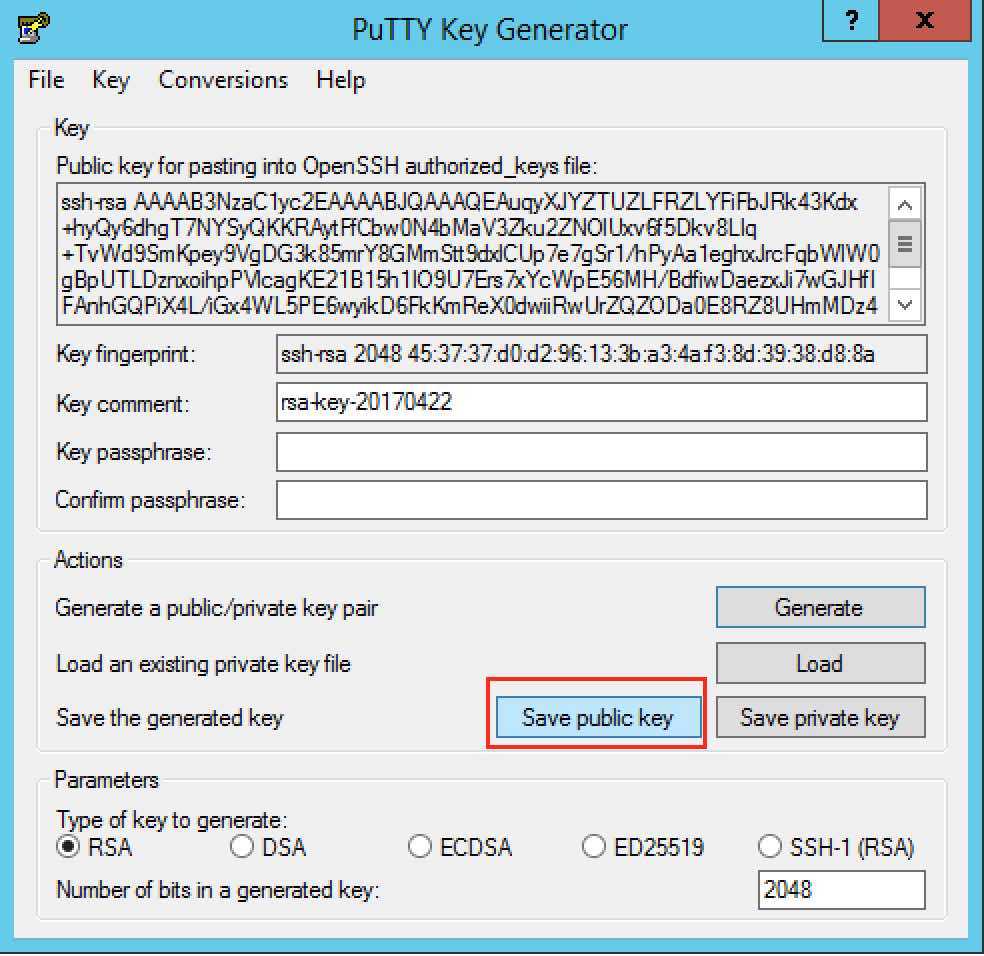 PuTTY Key Generator
?
x
File Key Conversions Help
Key
Public key for pasting into OpenSSH authorized_keys file:
ssh-rsa AAAAB3NzaC1yc2EAAAABJQAAAQEAuqyXJYZTUZLFRZLYFiFbJRk43Kdx
+hyQy6dhgT7NYSyQKKRAytFfCbw0N4bMaV3Zku2ZNOlUxv6f5Dkv8LIq
+TvWd9SmKpey9VgDG3k85mrY8GMmStt9dxlCUp7e7gSr1/hPyAa1eghxJrcFqbWIW0
gBpUTLDznxoihpPVlcagKE21B15h1lO9U7Ers7xYcWpE56MH/BdfiwDaezxJi7wGJHfI
FAnhGQPiX4L/iGx4WL5PE6wyikD6FkKmReX0dwiiRwUrZQZODa0E8RZ8UHmMDz4
Key fingerprint: ssh-rsa 2048 45:37:37:d0:d2:96:13:3b:a3:4a:f3:8d:39:38:d8:8a
Key comment: rsa-key-20170422
Key passphrase:
Confirm passphrase:
Actions
Generate a public/private key pair Generate
Load an existing private key file Load
Save the generated key Save public key Save private key
Parameters
Type of key to generate:
RSA DSA ECDSA ED25519 SSH-1 (RSA)
Number of bits in a generated key: 2048